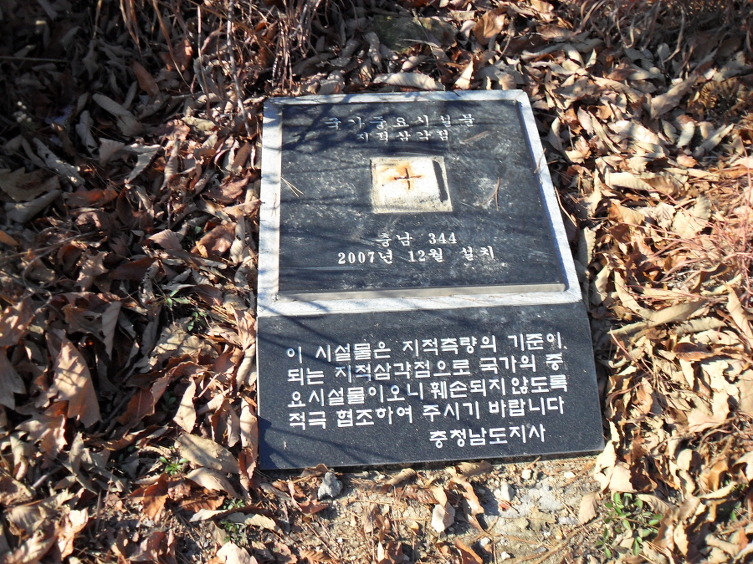 국가중요시설물
지적삼각점
충남 344
2007년 12월 설치
이 시설물은 지적측량의 기준이
되는 지적삼각점으로 국가의 중
요시설물이오니 훼손되지 않도록
적극 협조하여 주시기 바랍니다
충청남도지사